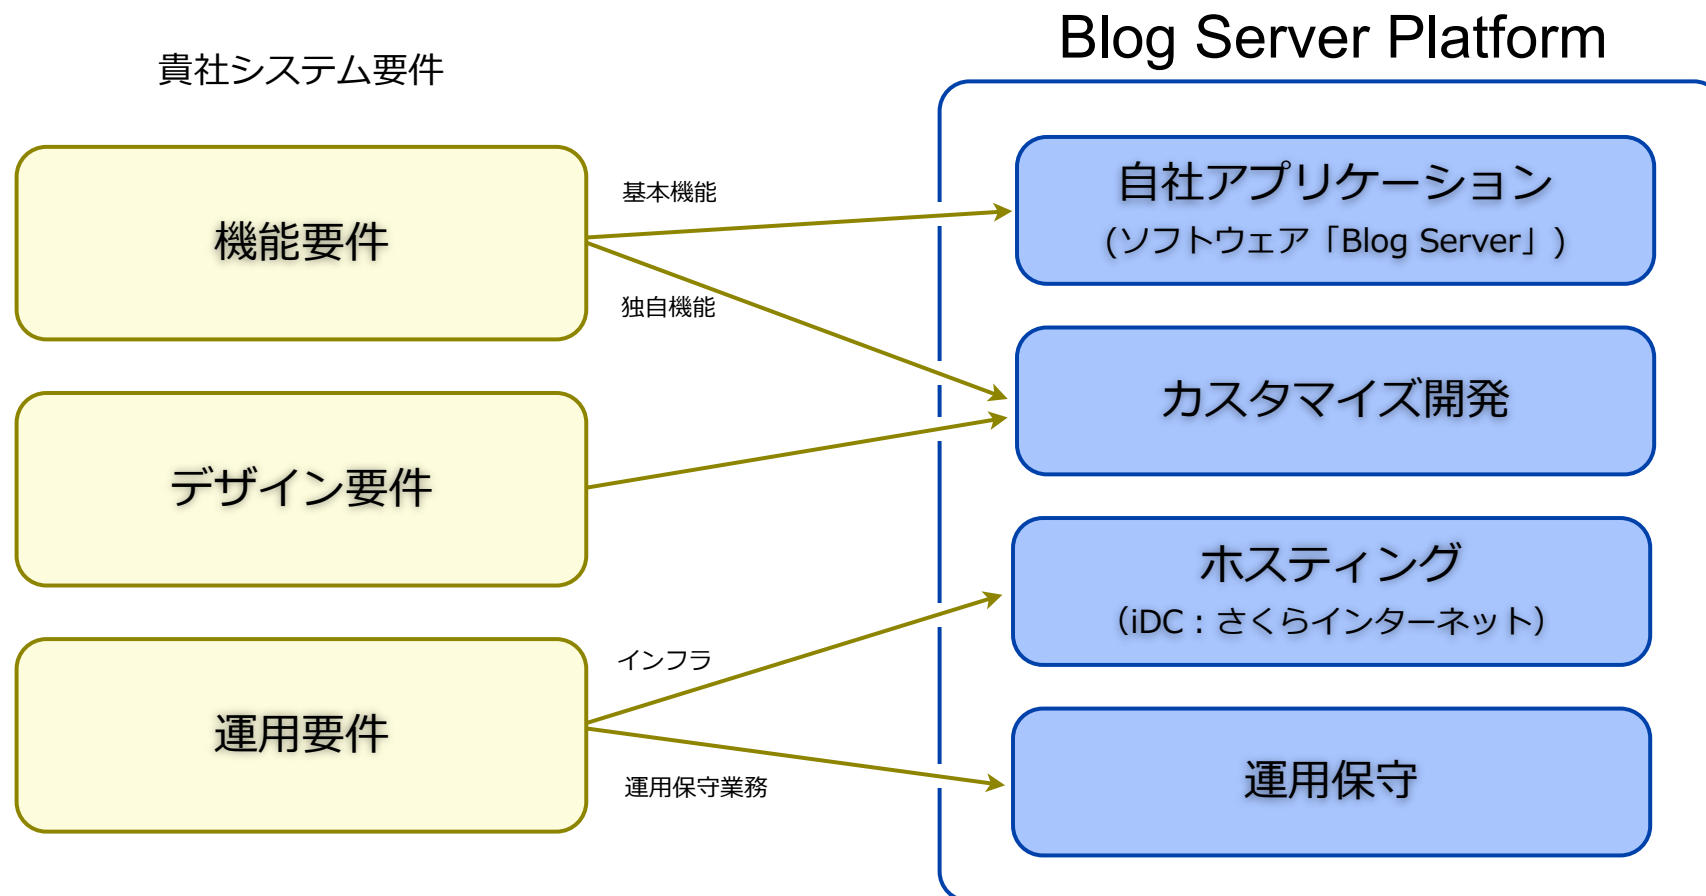 Blog Server Platform
貴社システム要件
機能要件
基本機能
独自機能
自社アプリケーション
(ソフトウェア「Blog Server」)
カスタマイズ開発
デザイン要件
ホスティング
（iDC：さくらインターネット）
運用要件
インフラ
運用保守業務
運用保守